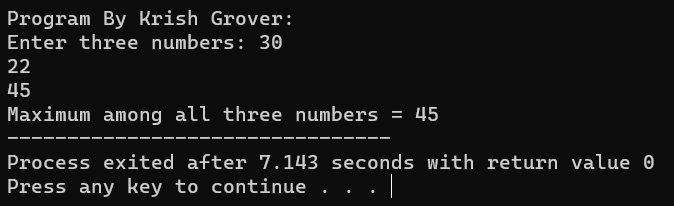 Program By Krish Grover:
Enter three numbers: 30
22
45
Maximum among all three numbers = 45
--------------------------------
Process exited after 7.143 seconds with return value 0
Press any key to continue . . .